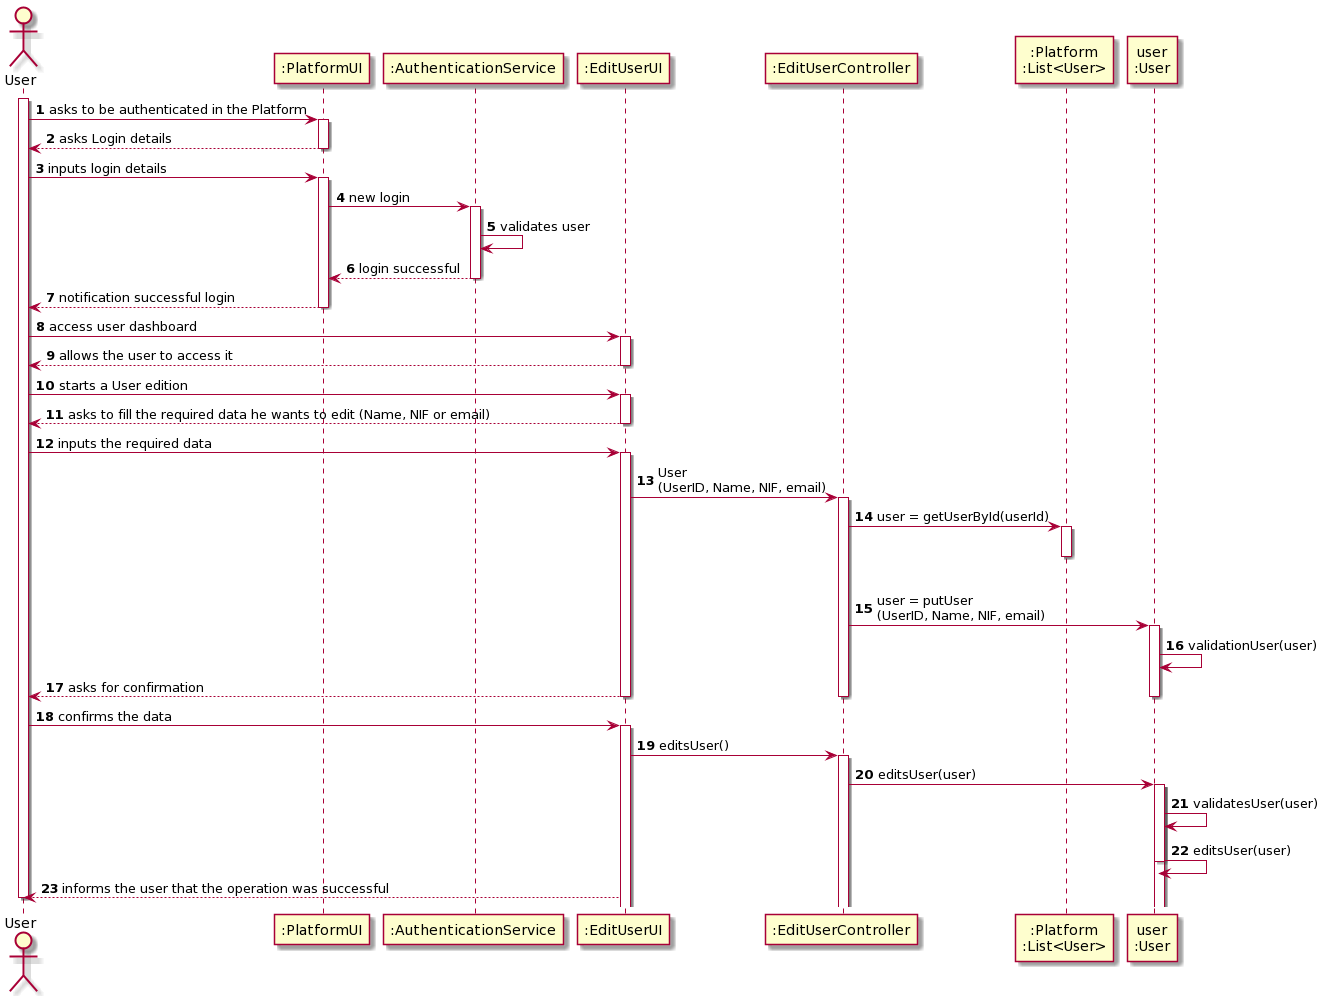 User
:PlatformUI
:AuthenticationService
:EditUserUI
:EditUserController
:Platform
:List<User>
user
:User
1 asks to be authenticated in the Platform
2 asks Login details
3 inputs login details
4 new login
5 validates user
6 login successful
7 notification successful login
8 access user dashboard
9 allows the user to access it
10 starts a User edition
11 asks to fill the required data he wants to edit (Name, NIF or email)
12 inputs the required data
13 User
(UserID, Name, NIF, email)
14 user = getUserById(userId)
15 user = putUser
(UserID, Name, NIF, email)
16 validationUser(user)
17 asks for confirmation
18 confirms the data
19 editsUser()
20 editsUser(user)
21 validatesUser(user)
22 editsUser(user)
23 informs the user that the operation was successful
User
:PlatformUI
:AuthenticationService
:EditUserUI
:EditUserController
:Platform
:List<User>
user
:User